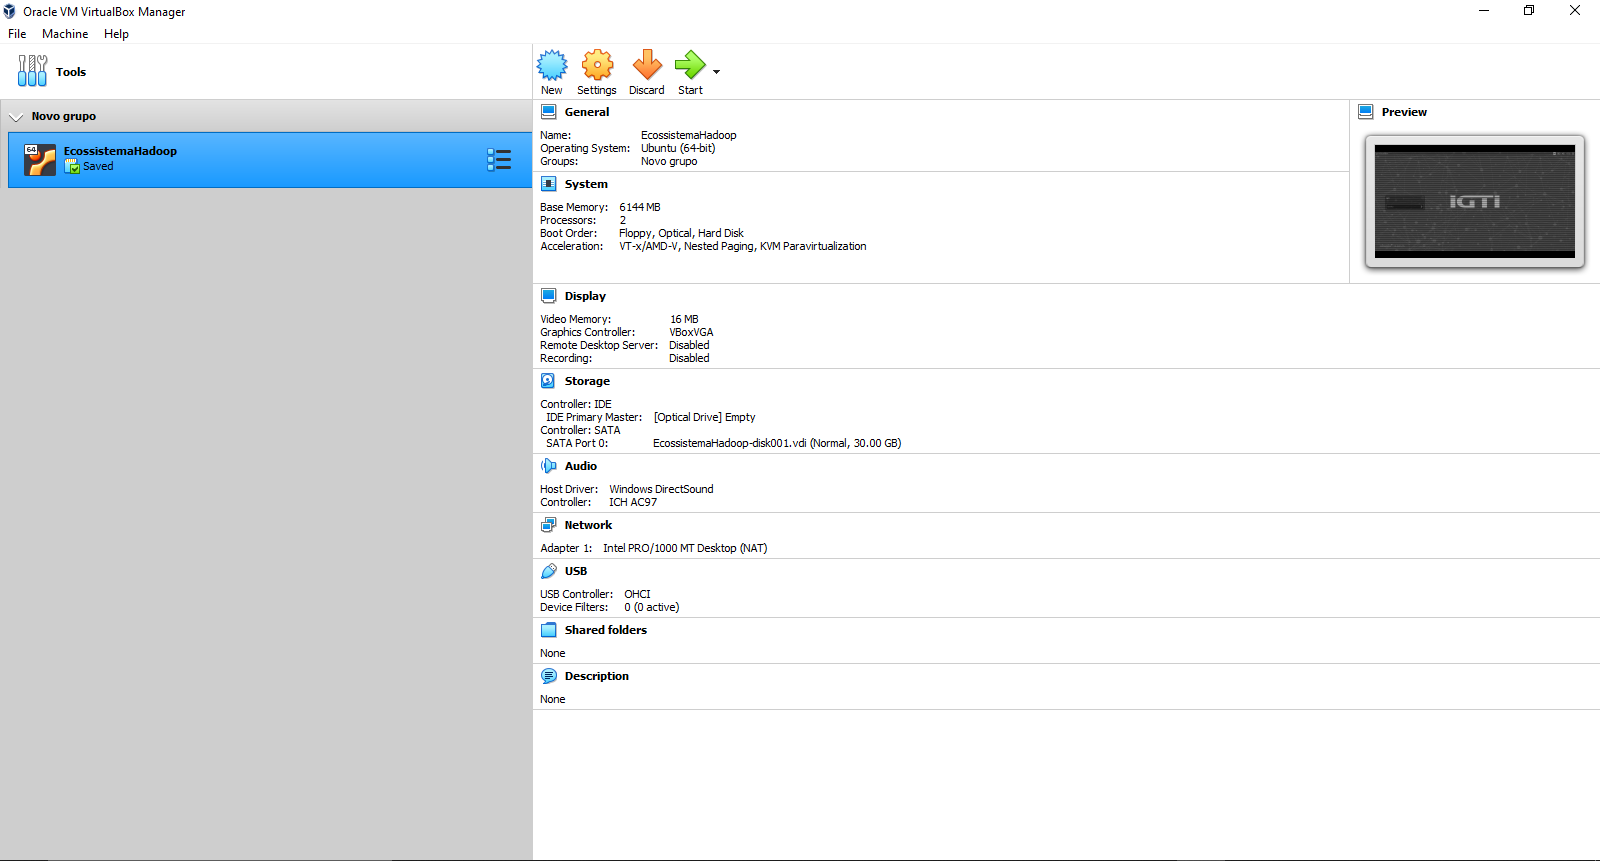 Oracle VM VirtualBox Manager
File Machine Help
Tools
New Settings Discard Start
Novo grupo
64
EcossistemaHadoop
Saved
General
Name: EcossistemaHadoop
Operating System: Ubuntu (64-bit)
Groups: Novo grupo
Preview
iGTi
System
Base Memory: 6144 MB
Processors: 2
Boot Order: Floppy, Optical, Hard Disk
Acceleration: VT-x/AMD-V, Nested Paging, KVM Paravirtualization
Display
Video Memory: 16 MB
Graphics Controller: VBoxVGA
Remote Desktop Server: Disabled
Recording: Disabled
Storage
Controller: IDE
IDE Primary Master: [Optical Drive] Empty
Controller: SATA
SATA Port 0: EcossistemaHadoop-disk001.vdi (Normal, 30.00 GB)
Audio
Host Driver: Windows DirectSound
Controller: ICH AC97
Network
Adapter 1: Intel PRO/1000 MT Desktop (NAT)
USB
USB Controller: OHCI
Device Filters: 0 (0 active)
Shared folders
None
Description
None